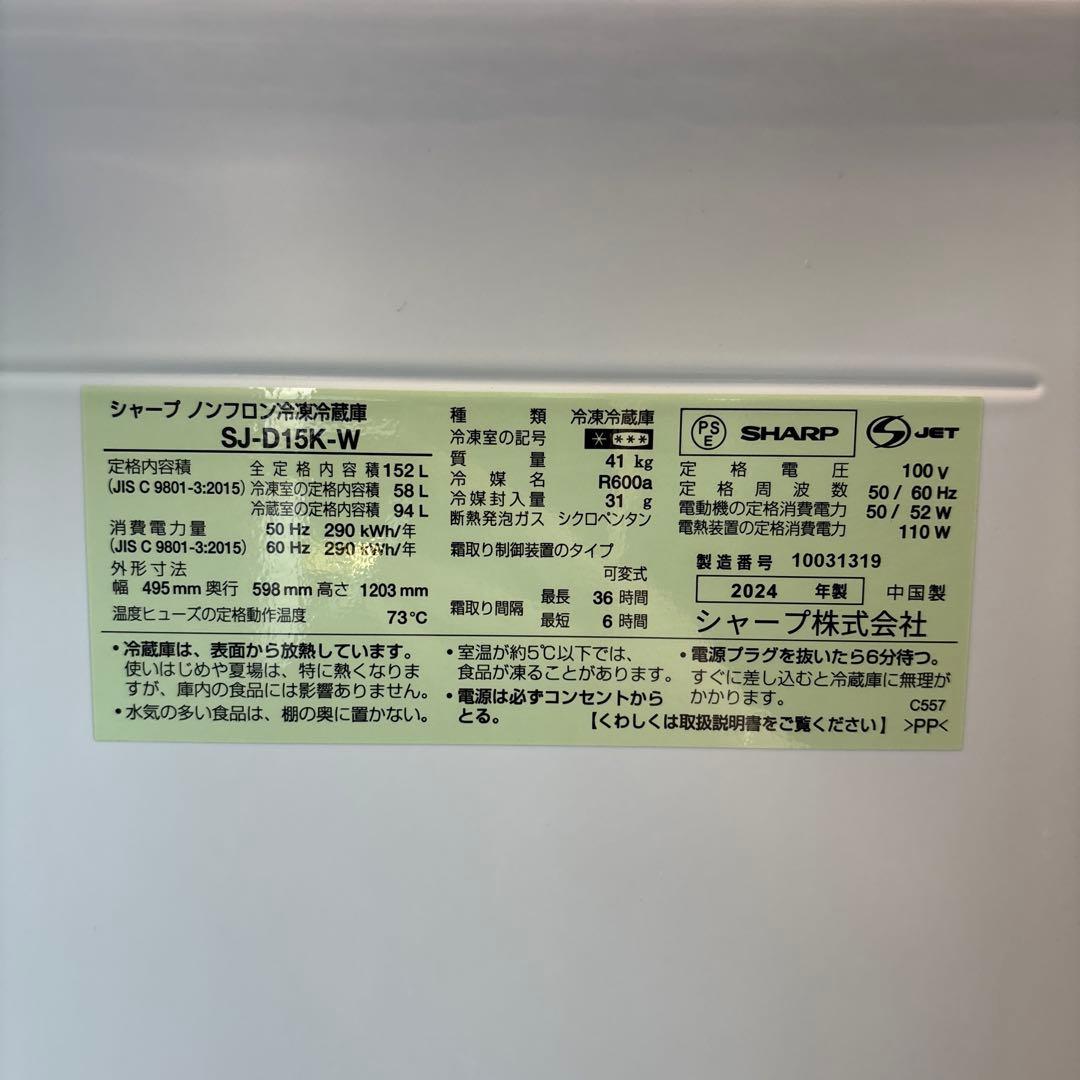 シャープ ノンフロン冷凍冷蔵庫
SJ-D15K-W
定格内容積 全定格内容積 152 L
(JIS C 9801-3:2015) 冷凍室の定格内容積 58 L
冷蔵室の定格内容積 94 L
消費電力量 50 Hz 290 kWh/年
(JIS C 9801-3:2015) 60 Hz 290 kWh/年
外形寸法
幅 495 mm 奥行 598 mm 高さ 1203 mm
温度ヒューズの定格動作温度 73℃
種類 冷凍冷蔵庫
冷凍室の記号 ****
質量 41 kg
冷媒名 R600a
冷媒封入量 31 g
断熱発泡ガス シクロペンタン
霜取り制御装置のタイプ
可変式
霜取り間隔 最長 36 時間
最短 6 時間
PSE SHARP JET
定格電圧 100 V
定格周波数 50 / 60 Hz
電動機の定格消費電力 50 / 52 W
電熱装置の定格消費電力 110 W
製造番号 10031319
2024 年製 中国製
シャープ株式会社
・冷蔵庫は、表面から放熱しています。
使いはじめや夏場は、特に熱くなりま
すが、庫内の食品には影響ありません。
・水気の多い食品は、棚の奥に置かない。
・室温が約5℃以下では、
食品が凍ることがあります。
・電源は必ずコンセントから
とる。
・電源プラグを抜いたら6分待つ。
すぐに差し込むと冷蔵庫に無理が
かかります。
C557
【くわしくは取扱説明書をご覧ください】 >PP<